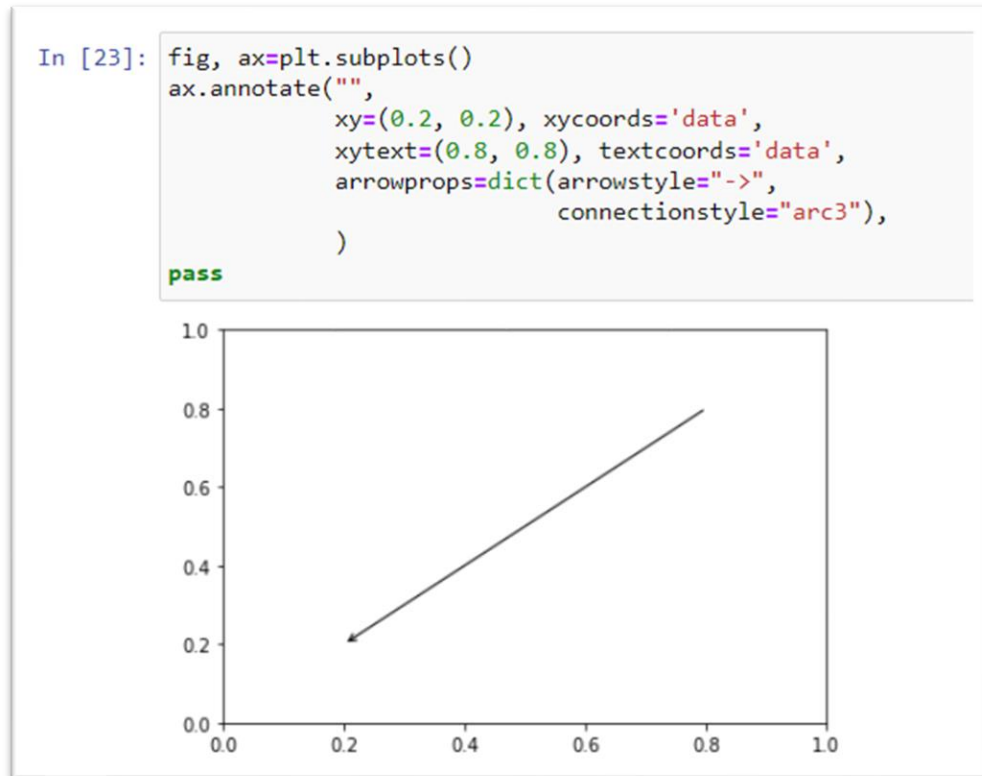 In [23]: fig, ax=plt.subplots()
ax.annotate("",
xy=(0.2, 0.2), xycoords='data',
xytext=(0.8, 0.8), textcoords='data',
arrowprops=dict(arrowstyle="->",
connectionstyle="arc3"),
)
pass
1.0
0.8
0.6
0.4
0.2
0.0
0.0 0.2 0.4 0.6 0.8 1.0